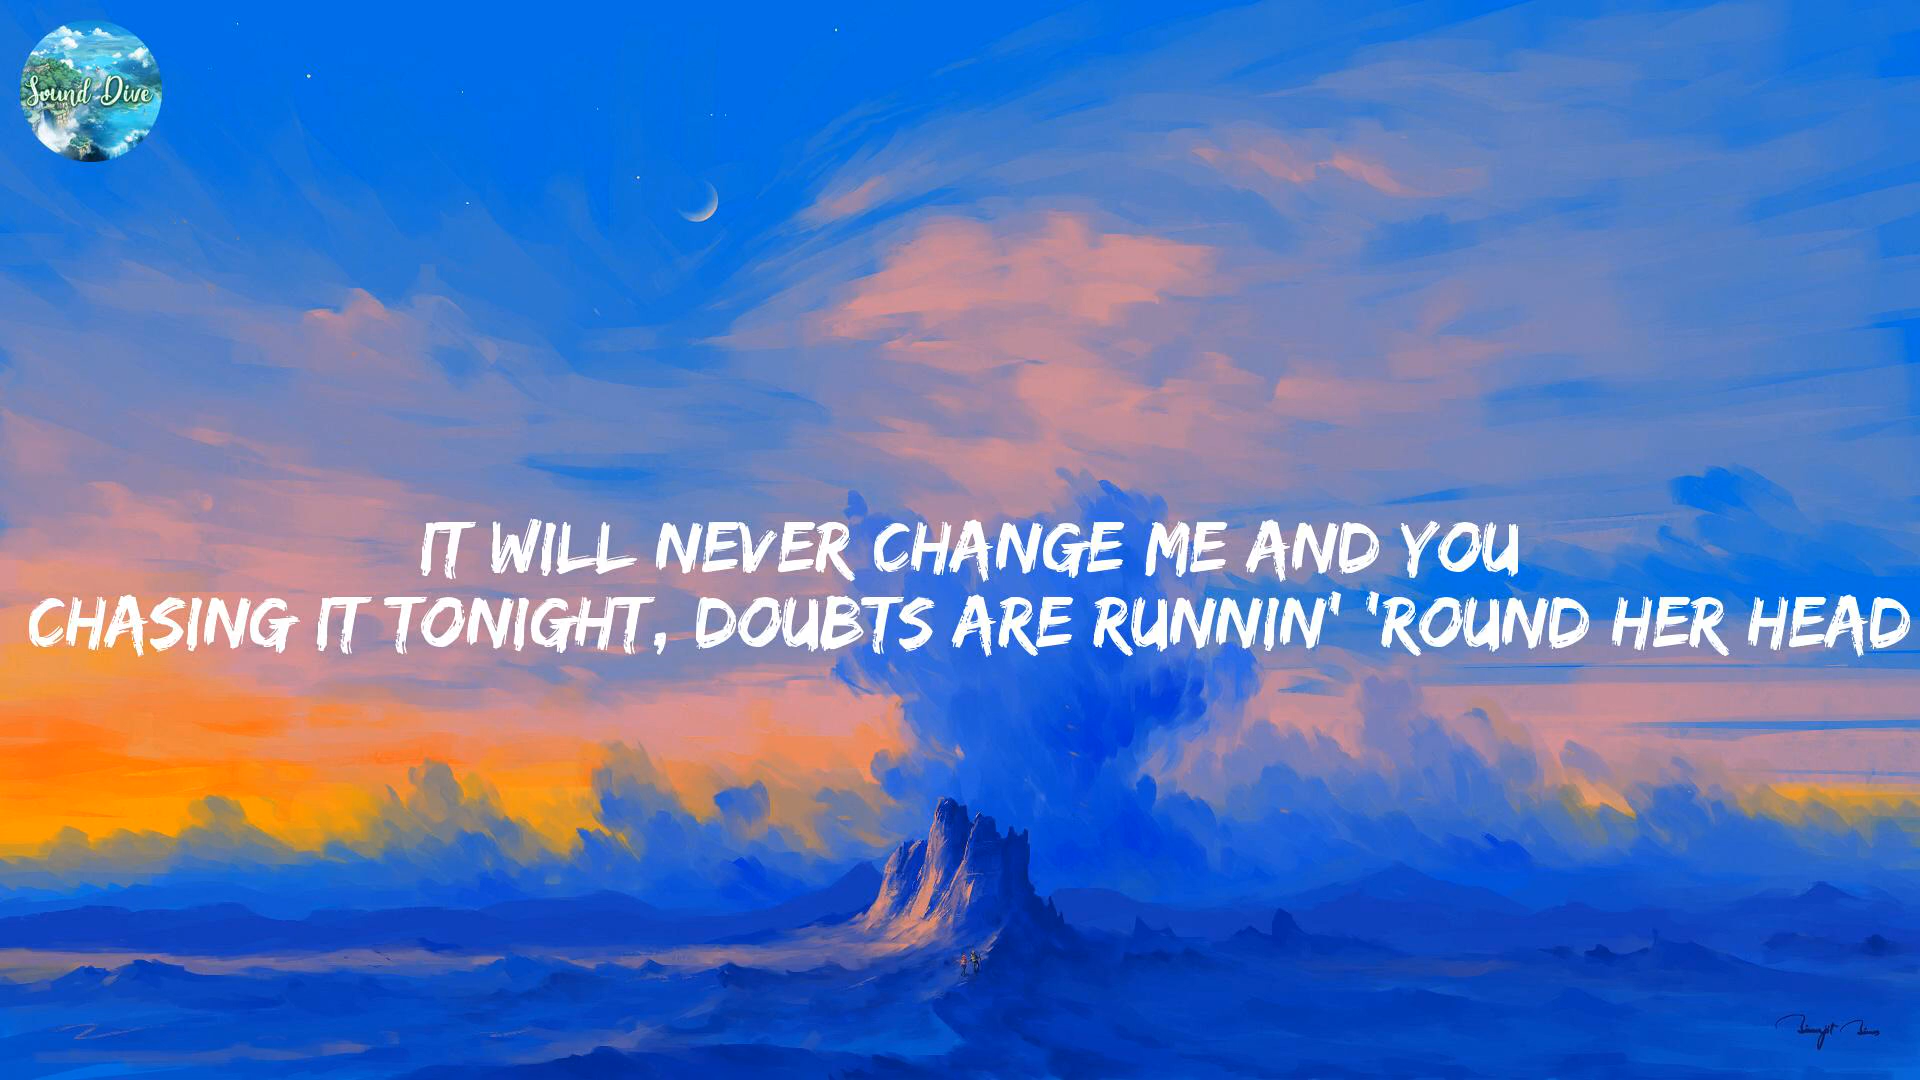 Sound-Dive
IT WILL NEVER CHANGE ME AND YOU
CHASING IT TONIGHT, DOUBTS ARE RUNNIN' 'ROUND HER HEAD